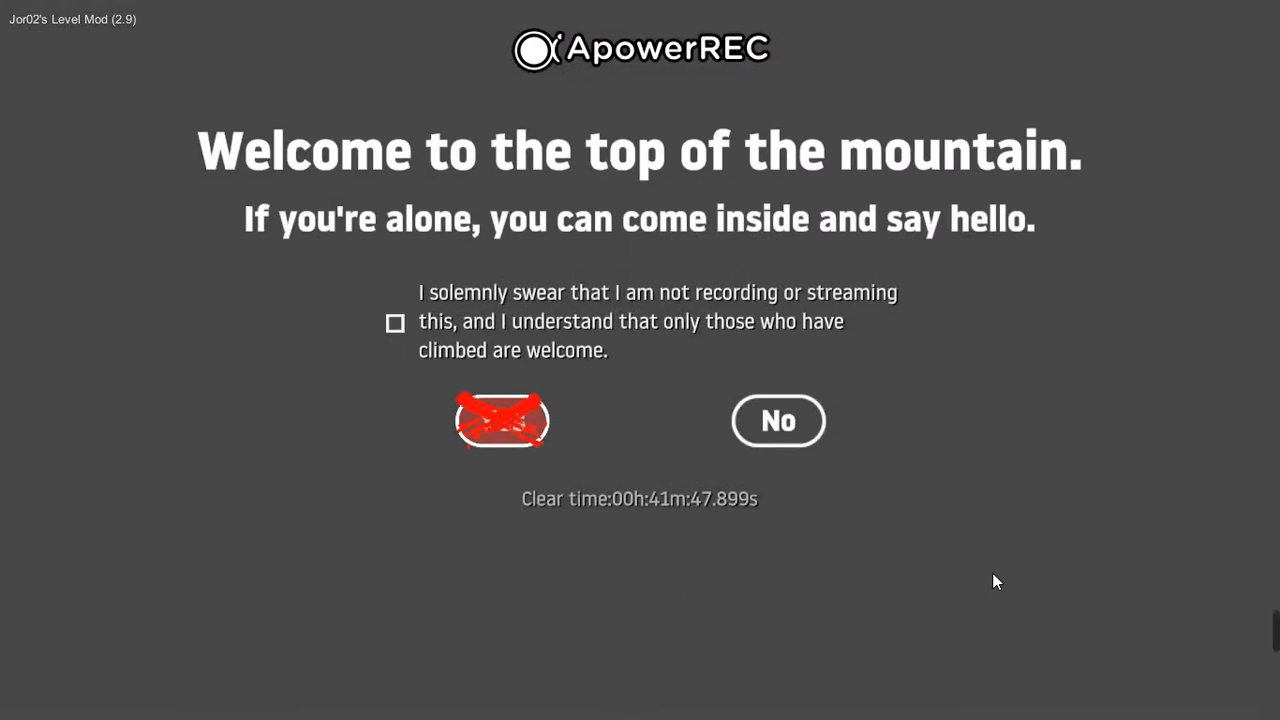 Jor02's Level Mod (2.9)
ApowerREC
Welcome to the top of the mountain.
If you're alone, you can come inside and say hello.
I solemnly swear that I am not recording or streaming
this, and I understand that only those who have
climbed are welcome.
No
Clear time:00h:41m:47.899s